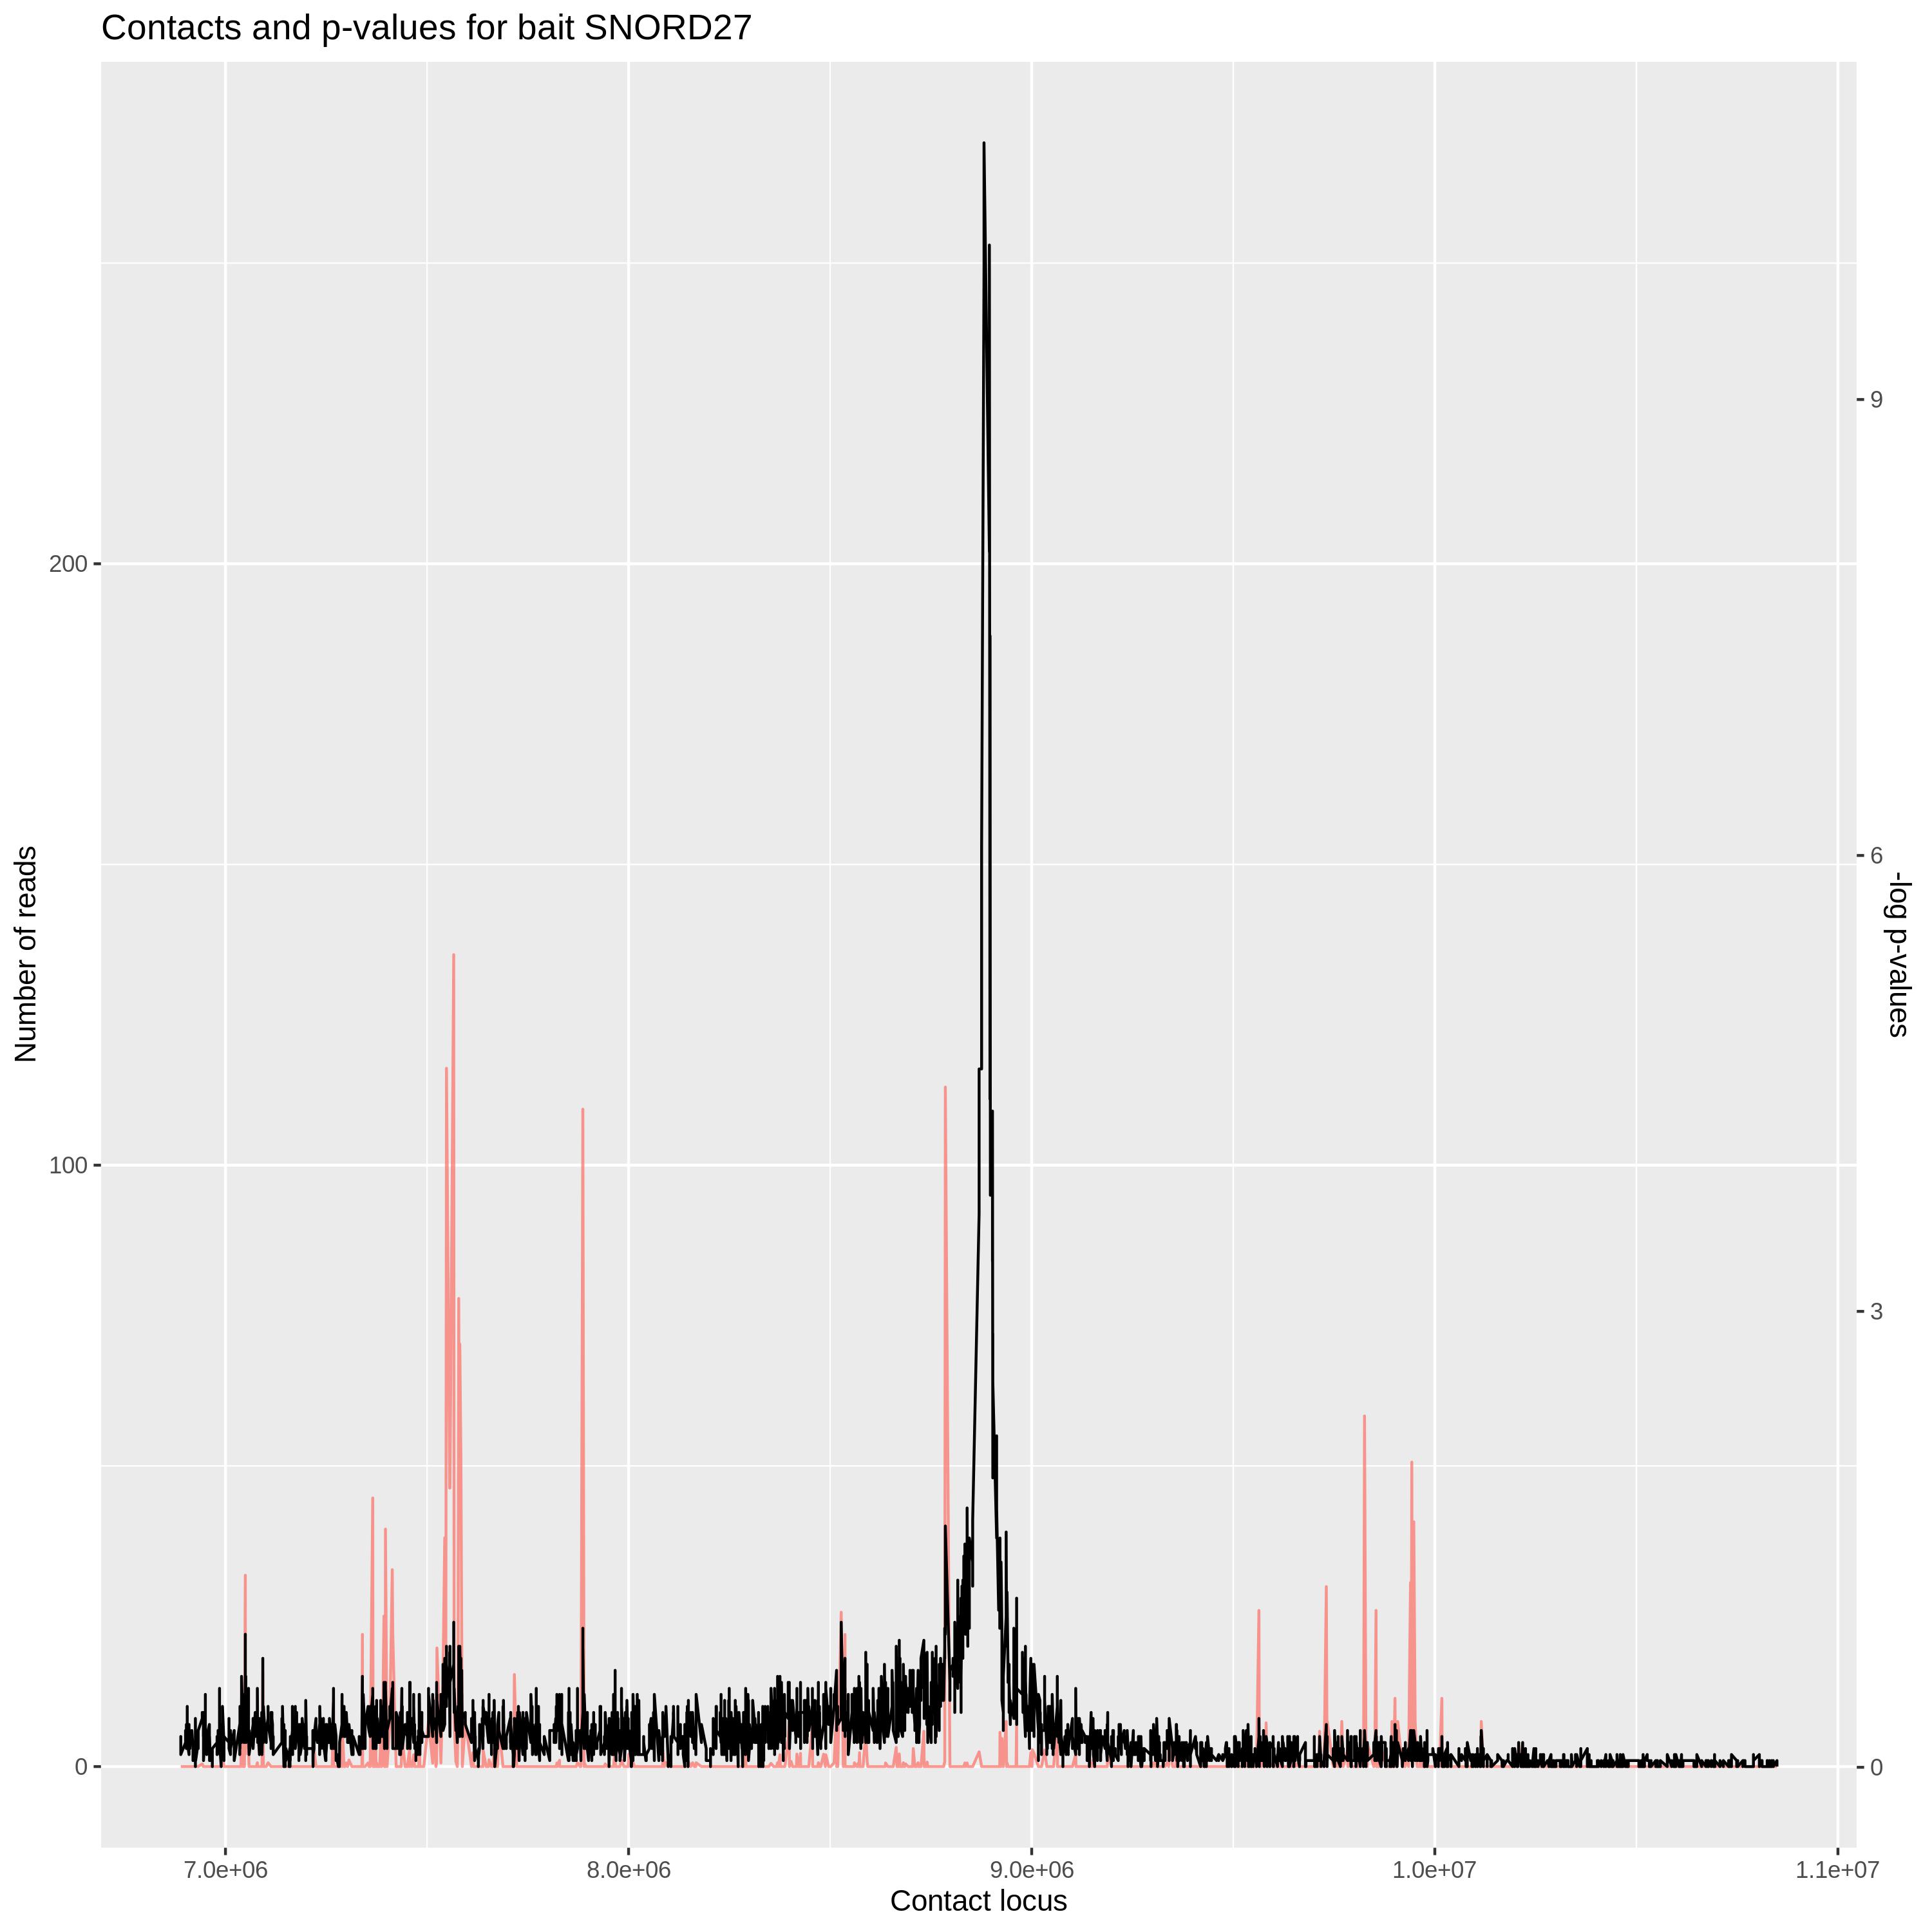 Contacts and p-values for bait SNORD27
Number of reads
200
100
0
9
6
3
0
-log p-values
7.0e+06 8.0e+06 9.0e+06 1.0e+07 1.1e+07
Contact locus